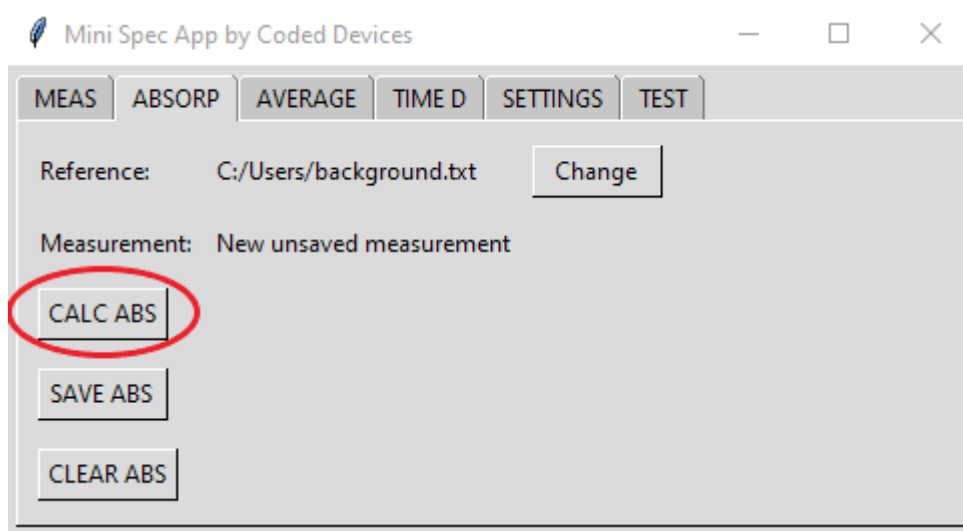 Mini Spec App by Coded Devices
MEAS ABSORP AVERAGE TIME D SETTINGS TEST
Reference: C:/Users/background.txt Change
Measurement: New unsaved measurement
CALC ABS
SAVE ABS
CLEAR ABS